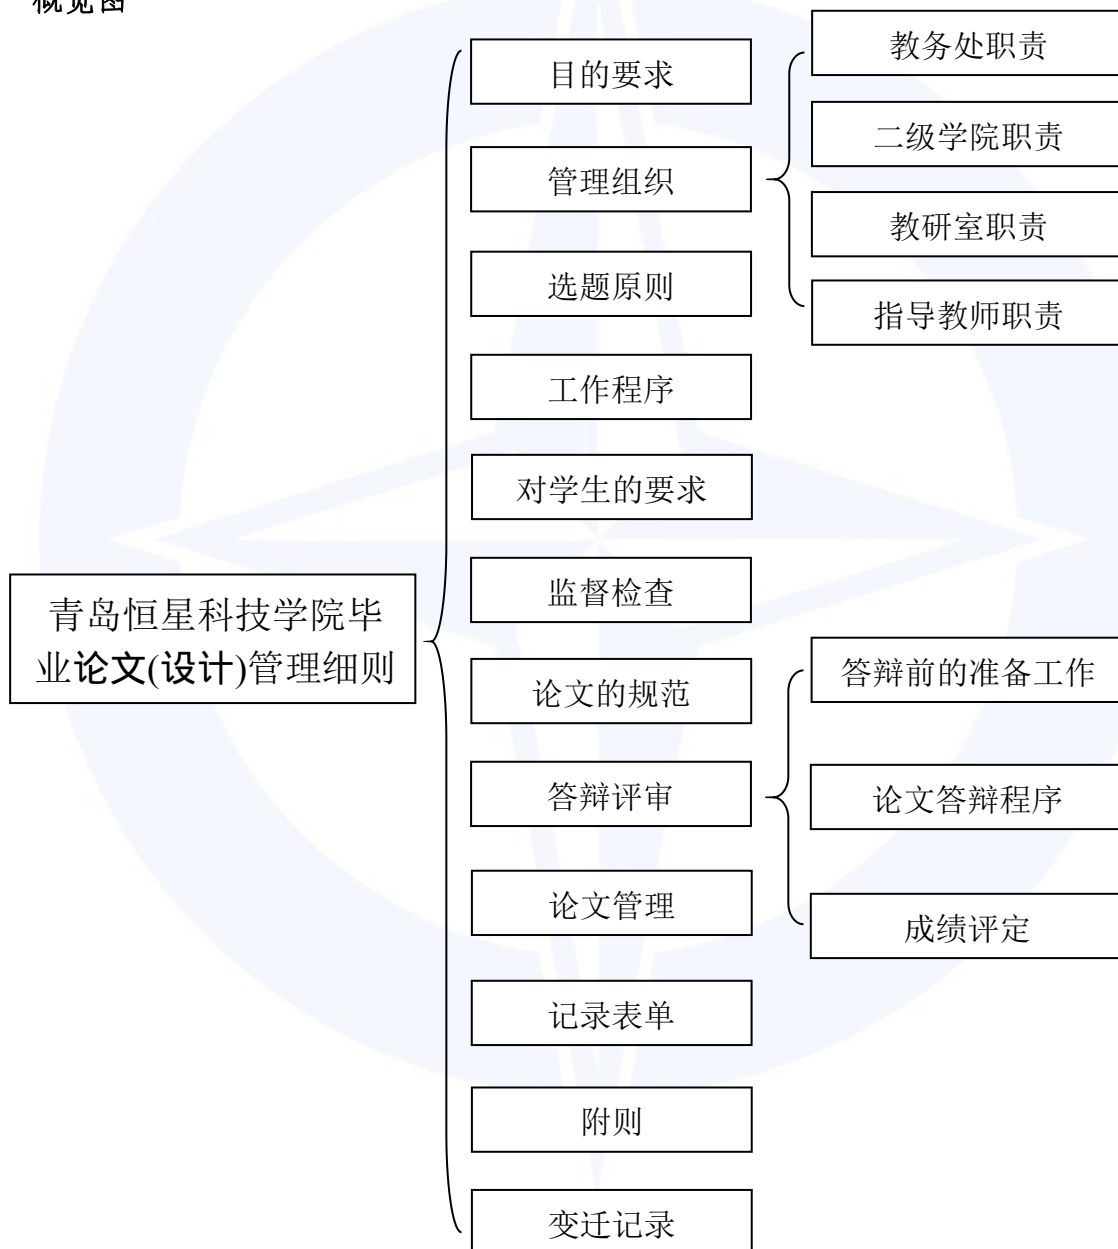 概览图
目的要求
管理组织
教务处职责
二级学院职责
教研室职责
指导教师职责
选题原则
工作程序
对学生的要求
监督检查
青岛恒星科技学院毕
业论文(设计)管理细则
论文的规范
答辩评审
答辩前的准备工作
论文答辩程序
成绩评定
论文管理
记录表单
附则
变迁记录